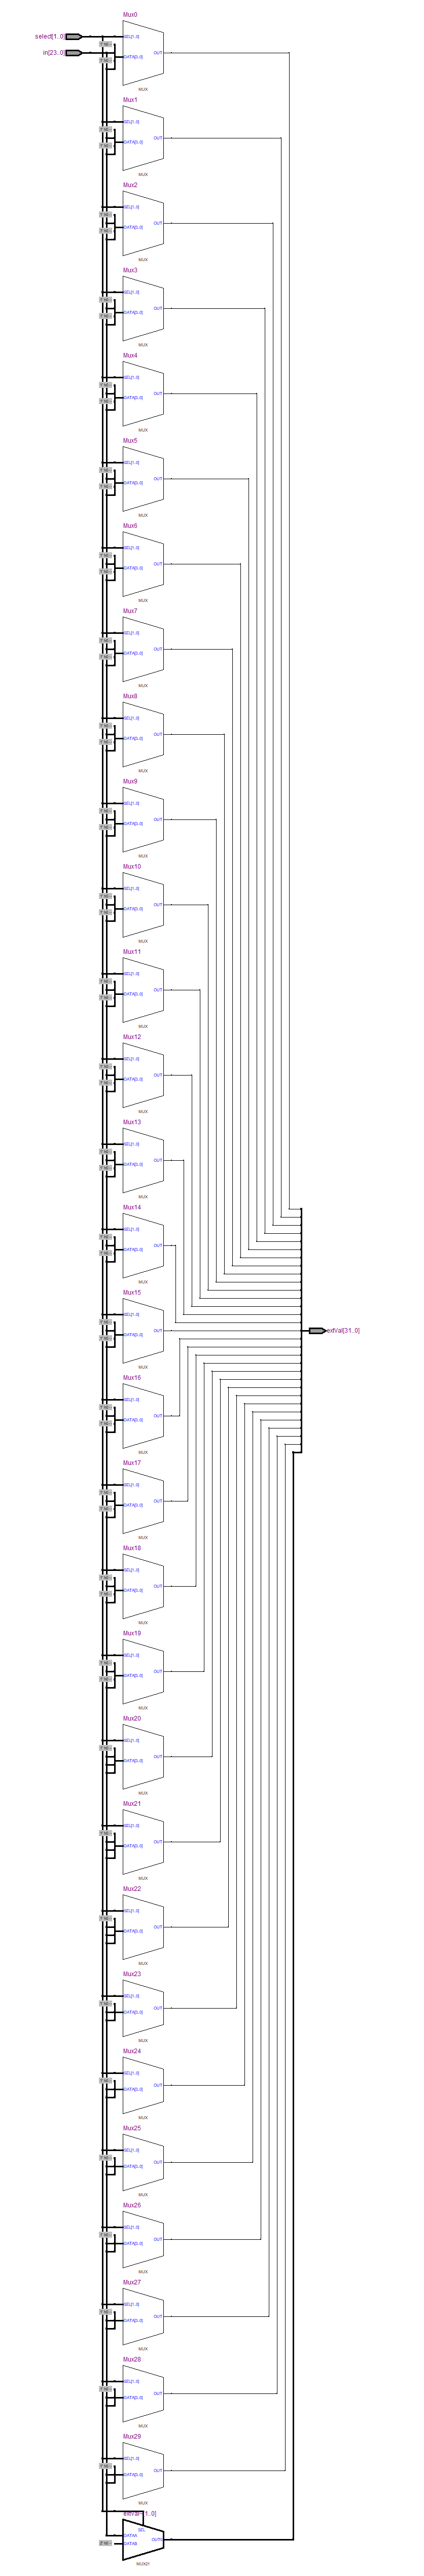 Mux0
select[1..0]
SEL[1..0]
in[23..0]
OUT
DATA[3..0]
MUX
Mux1
SEL[1..0]
OUT
DATA[3..0]
MUX
Mux2
SEL[1..0]
OUT
DATA[3..0]
MUX
Mux3
SEL[1..0]
OUT
DATA[3..0]
MUX
Mux4
SEL[1..0]
OUT
DATA[3..0]
MUX
Mux5
SEL[1..0]
OUT
DATA[3..0]
MUX
Mux6
SEL[1..0]
OUT
DATA[3..0]
MUX
Mux7
SEL[1..0]
OUT
DATA[3..0]
MUX
Mux8
SEL[1..0]
OUT
DATA[3..0]
MUX
Mux9
SEL[1..0]
OUT
DATA[3..0]
MUX
Mux10
SEL[1..0]
OUT
DATA[3..0]
MUX
Mux11
SEL[1..0]
OUT
DATA[3..0]
MUX
Mux12
SEL[1..0]
OUT
DATA[3..0]
MUX
Mux13
SEL[1..0]
OUT
DATA[3..0]
MUX
Mux14
SEL[1..0]
OUT
DATA[3..0]
MUX
Mux15
SEL[1..0]
OUT
extVal[31..0]
DATA[3..0]
MUX
Mux16
SEL[1..0]
OUT
DATA[3..0]
MUX
Mux17
SEL[1..0]
OUT
DATA[3..0]
MUX
Mux18
SEL[1..0]
OUT
DATA[3..0]
MUX
Mux19
SEL[1..0]
OUT
DATA[3..0]
MUX
Mux20
SEL[1..0]
OUT
DATA[3..0]
MUX
Mux21
SEL[1..0]
OUT
DATA[3..0]
MUX
Mux22
SEL[1..0]
OUT
DATA[3..0]
MUX
Mux23
SEL[1..0]
OUT
DATA[3..0]
MUX
Mux24
SEL[1..0]
OUT
DATA[3..0]
MUX
Mux25
SEL[1..0]
OUT
DATA[3..0]
MUX
Mux26
SEL[1..0]
OUT
DATA[3..0]
MUX
Mux27
SEL[1..0]
OUT
DATA[3..0]
MUX
Mux28
SEL[1..0]
OUT
DATA[3..0]
MUX
Mux29
SEL[1..0]
OUT
DATA[3..0]
MUX
SEL
DATAA
OUT0
DATAB
MUX21